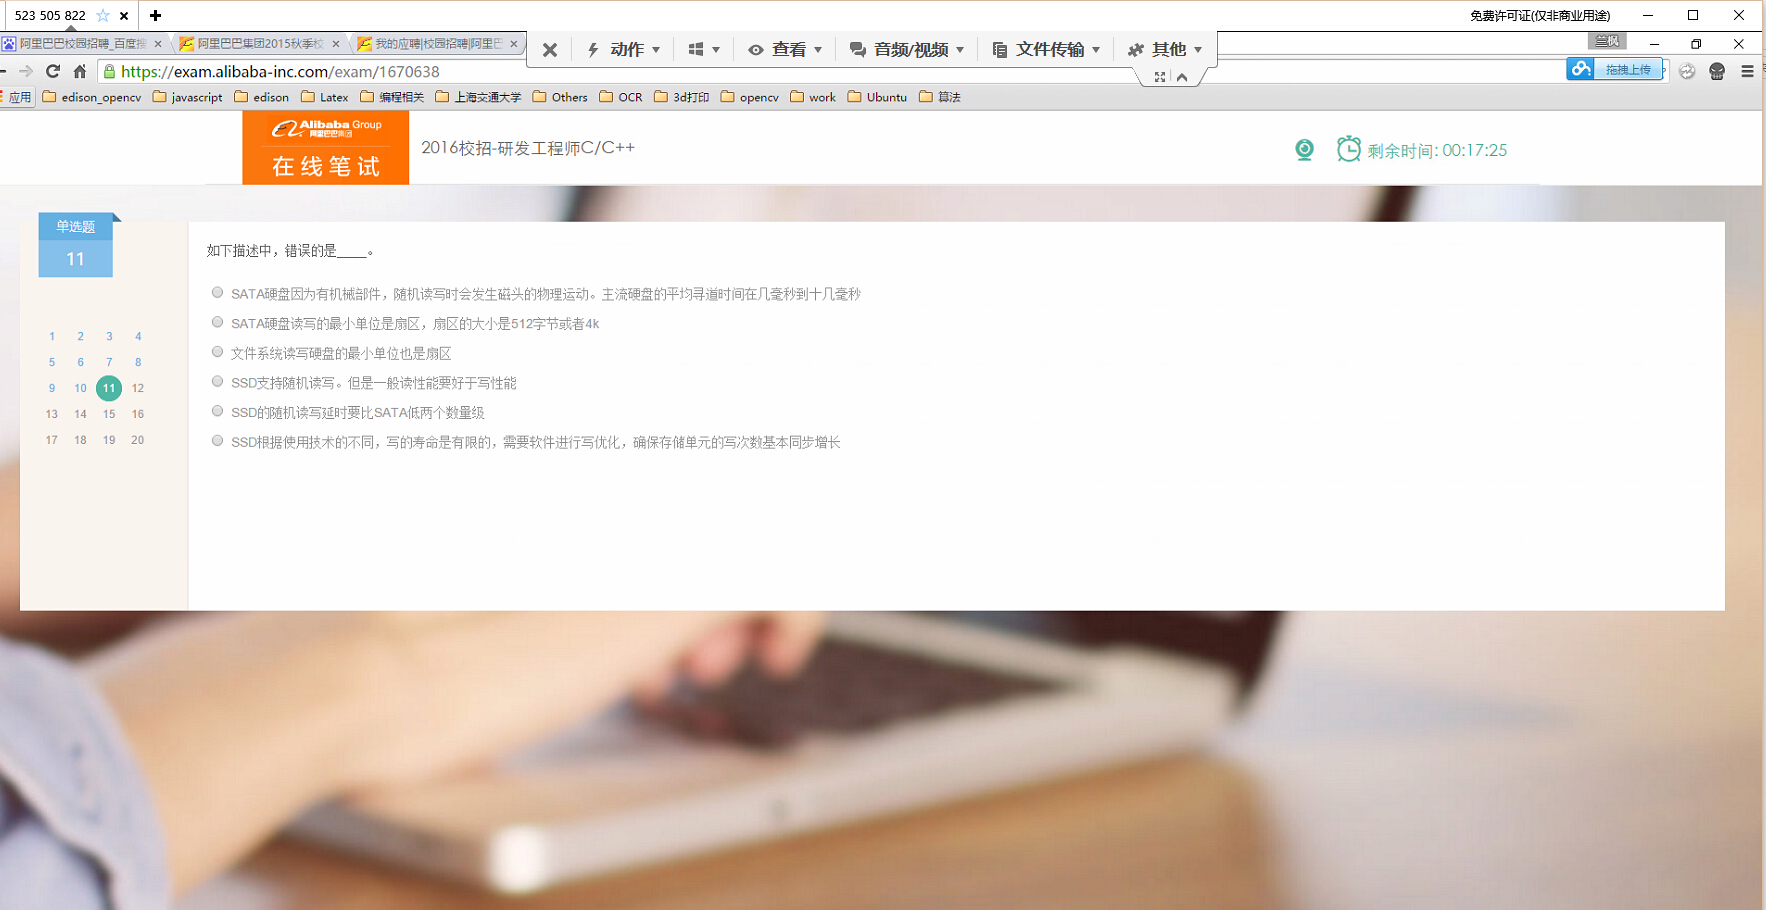 523 505 822
免费许可证(仅非商业用途)
阿里巴巴校园招聘_百度搜
阿里巴巴集团2015秋季校
我的应聘|校园招聘|阿里巴
动作
查看
音频/视频
文件传输
其他
兰枫
https://exam.alibaba-inc.com/exam/1670638
拖拽上传
应用
edison_opencv
javascript
edison
Latex
编程相关
上海交通大学
Others
OCR
3d打印
opencv
work
Ubuntu
算法
Alibaba Group
阿里巴巴集团
在线笔试
2016校招-研发工程师C/C++
剩余时间: 00:17:25
单选题
11
如下描述中，错误的是____。
SATA硬盘因为有机械部件，随机读写时会发生磁头的物理运动。主流硬盘的平均寻道时间在几毫秒到十几毫秒
SATA硬盘读写的最小单位是扇区，扇区的大小是512字节或者4k
文件系统读写硬盘的最小单位也是扇区
SSD支持随机读写。但是一般读性能要好于写性能
SSD的随机读写延时要比SATA低两个数量级
SSD根据使用技术的不同，写的寿命是有限的，需要软件进行写优化，确保存储单元的写次数基本同步增长
1 2 3 4
5 6 7 8
9 10 11 12
13 14 15 16
17 18 19 20